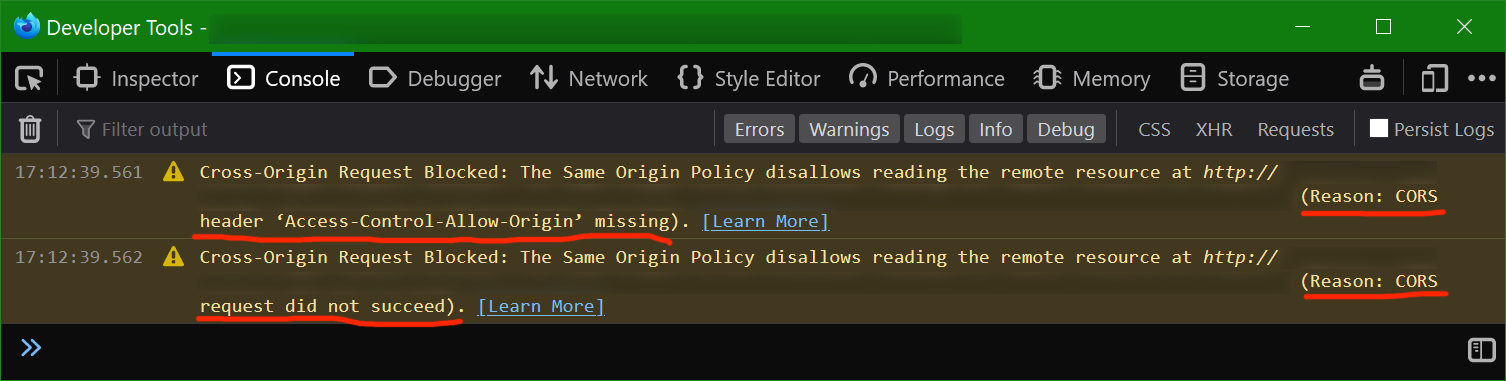 Developer Tools -
Inspector Console Debugger Network Style Editor Performance Memory Storage
Filter output Errors Warnings Logs Info Debug CSS XHR Requests Persist Logs
17:12:39.561 Cross-Origin Request Blocked: The Same Origin Policy disallows reading the remote resource at http://
(Reason: CORS
header ‘Access-Control-Allow-Origin’ missing). [Learn More]
17:12:39.562 Cross-Origin Request Blocked: The Same Origin Policy disallows reading the remote resource at http://
(Reason: CORS
request did not succeed). [Learn More]